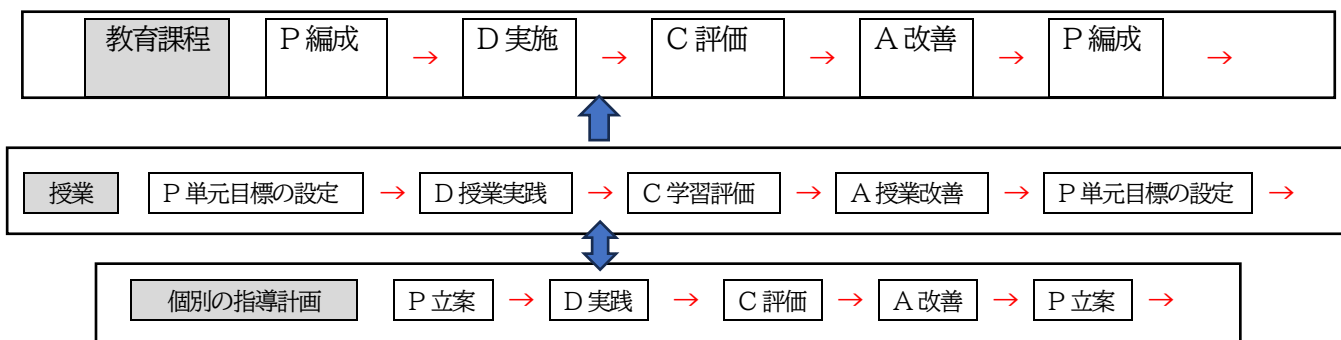 教育課程 P編成 → D実施 → C評価 → A改善 → P編成 →
授業 P単元目標の設定 → D授業実践 → C学習評価 → A授業改善 → P単元目標の設定 →
個別の指導計画 P立案 → D実践 → C評価 → A改善 → P立案 →